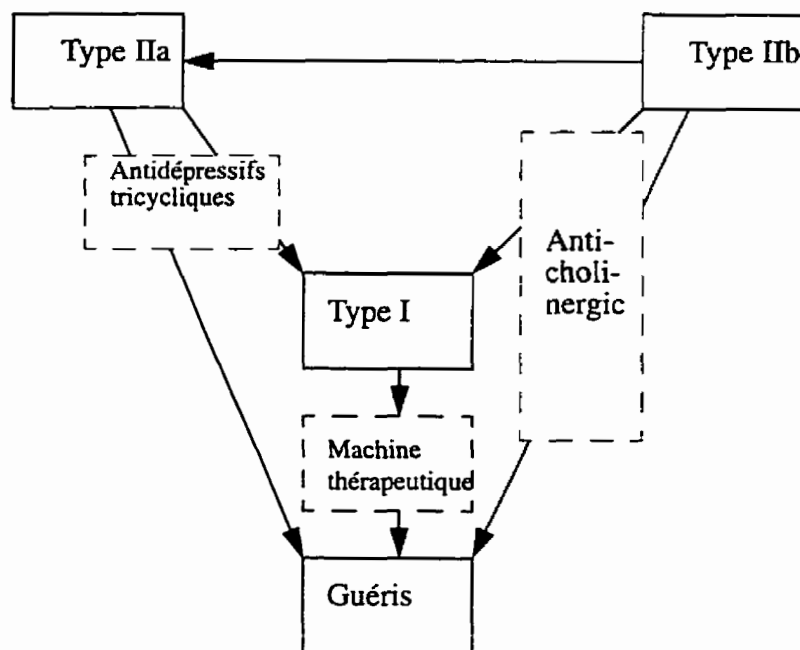 Type IIa
Type IIb
Antidépressifs
tricycliques
Anti-
choli-
nergic
Type I
Machine
thérapeutique
Guéris